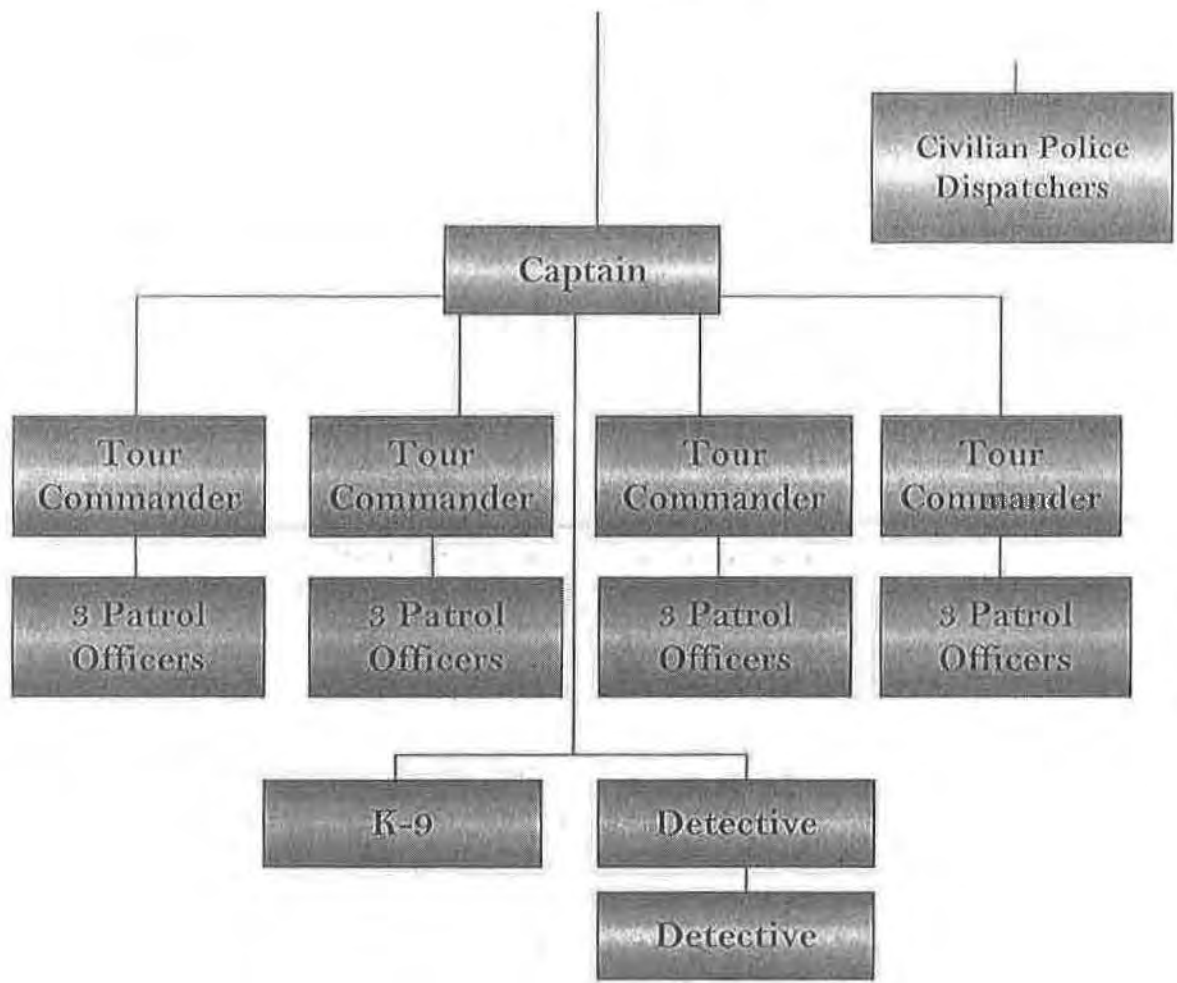 Civilian Police
Dispatchers
Captain
Tour
Commander
Tour
Commander
Tour
Commander
Tour
Commander
3 Patrol
Officers
3 Patrol
Officers
3 Patrol
Officers
3 Patrol
Officers
K-9
Detective
Detective